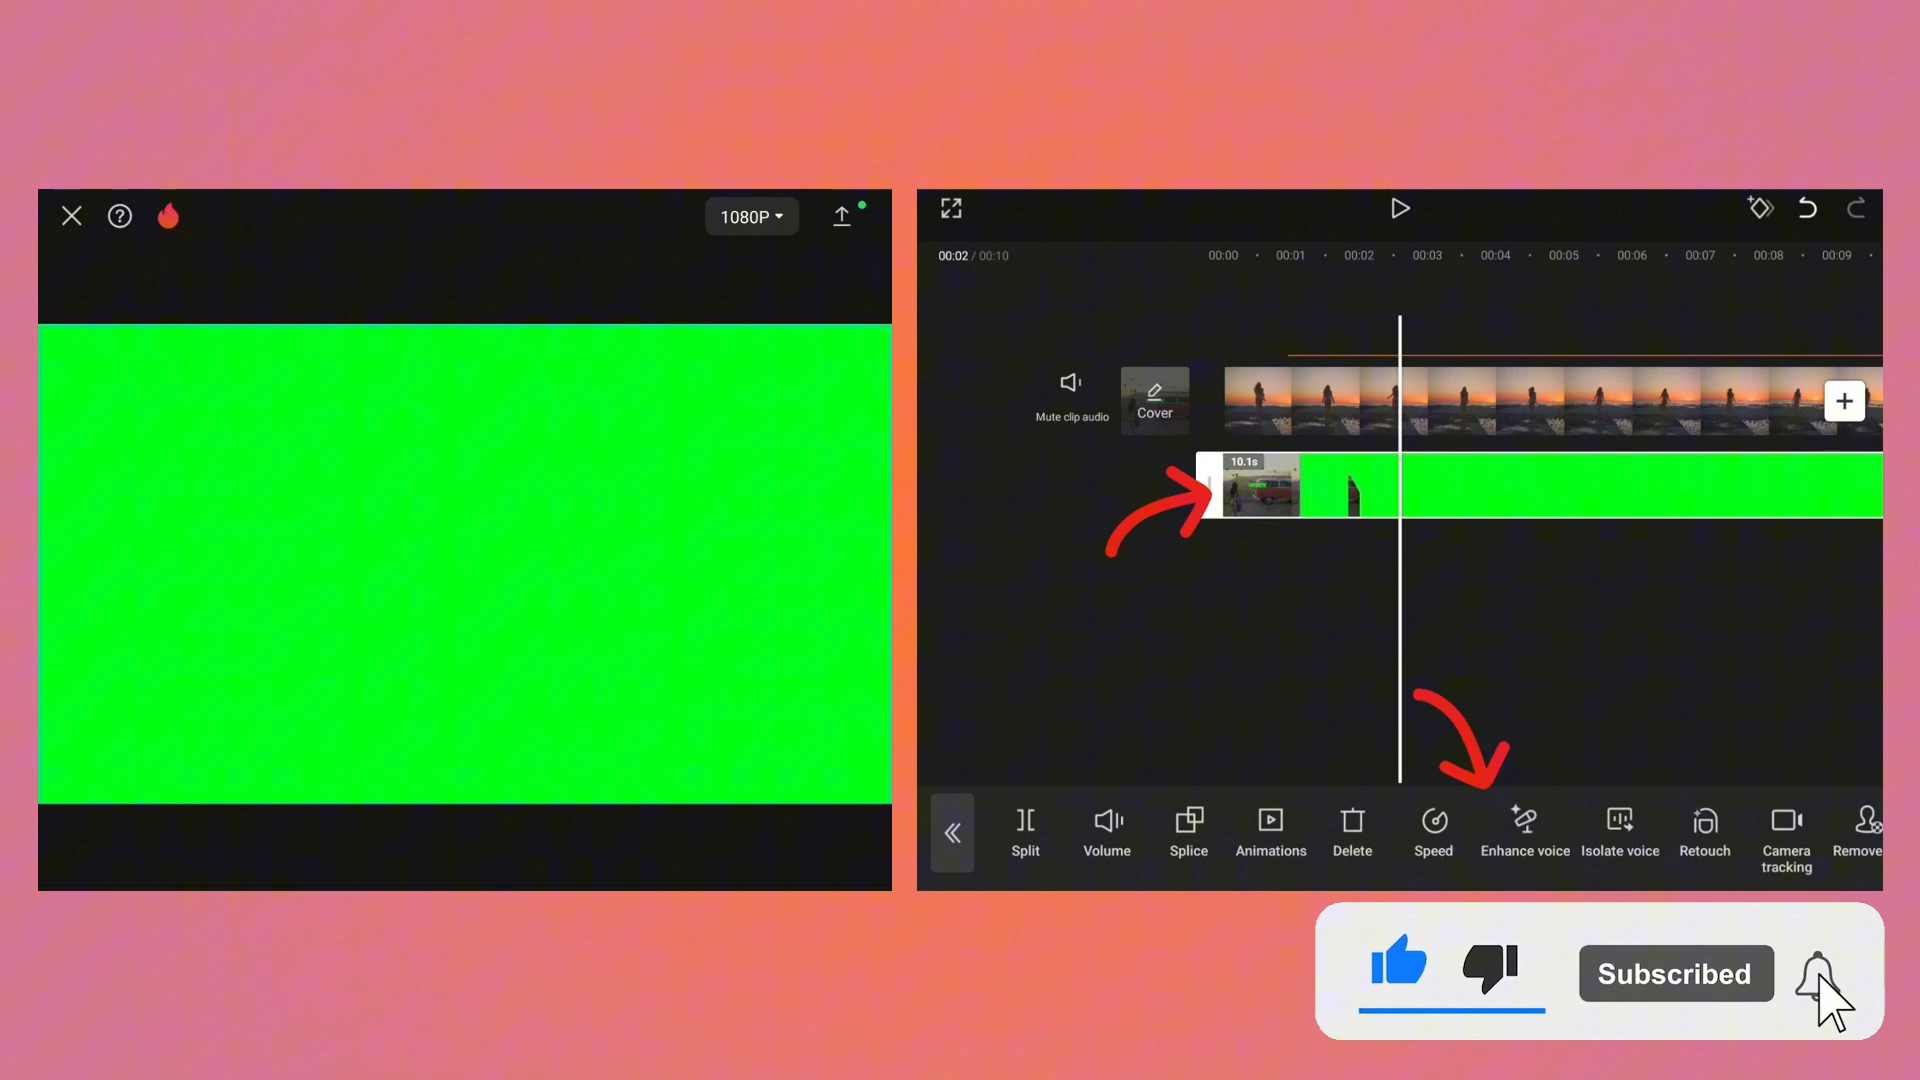 1080P
00:02 / 00:10
00:00
00:01
00:02
00:03
00:04
00:05
00:06
00:07
00:08
00:09
Mute clip audio
Cover
10.1s
Split
Volume
Splice
Animations
Delete
Speed
Enhance voice
Isolate voice
Retouch
Camera
tracking
Remove
Subscribed